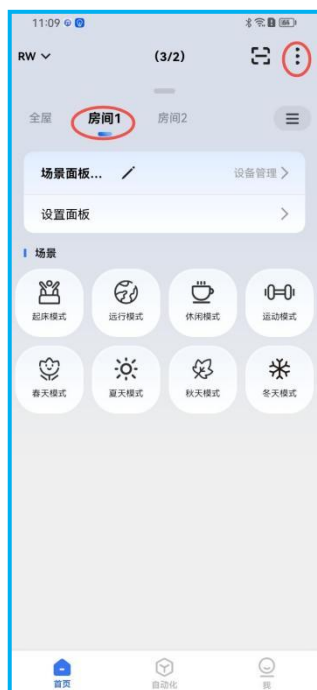 11:09
RW
(3/2)
全屋 房间1 房间2
场景面板... 设备管理
设置面板
场景
起床模式 远行模式 休闲模式 运动模式
春天模式 夏天模式 秋天模式 冬天模式
首页 自动化 我